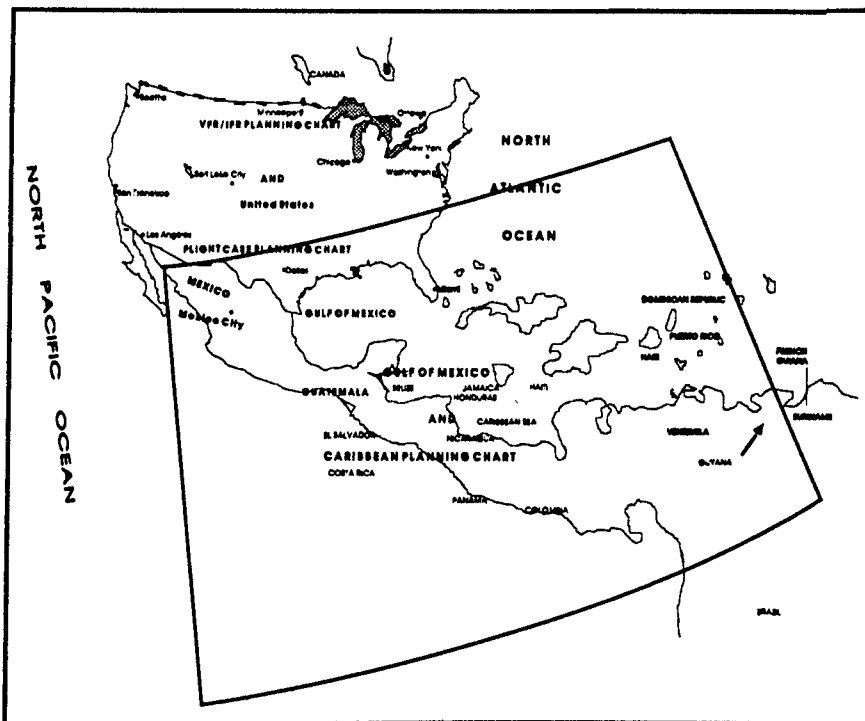 CANADA
Seattle
Minneapolis
Chicago
VFR/IFR PLANNING CHART
New York
NORTH
Chicago
Washington
Salt Lake City
AND
ATLANTIC
San Francisco
United States
OCEAN
Los Angeles
FLIGHT CASE PLANNING CHART
Dallas
MEXICO
Miami
DOMINICAN REPUBLIC
Mexico City
GULF OF MEXICO
PUERTO RICO
HAITI
FRENCH
GUIANA
GULF OF MEXICO
BELIZE
JAMAICA
HAITI
GUATEMALA
HONDURAS
AND
CARIBBEAN SEA
SURINAME
EL SALVADOR
NICARAGUA
VENEZUELA
CARIBBEAN PLANNING CHART
GUYANA
COSTA RICA
PANAMA
COLOMBIA
BRAZIL
NORTH PACIFIC OCEAN